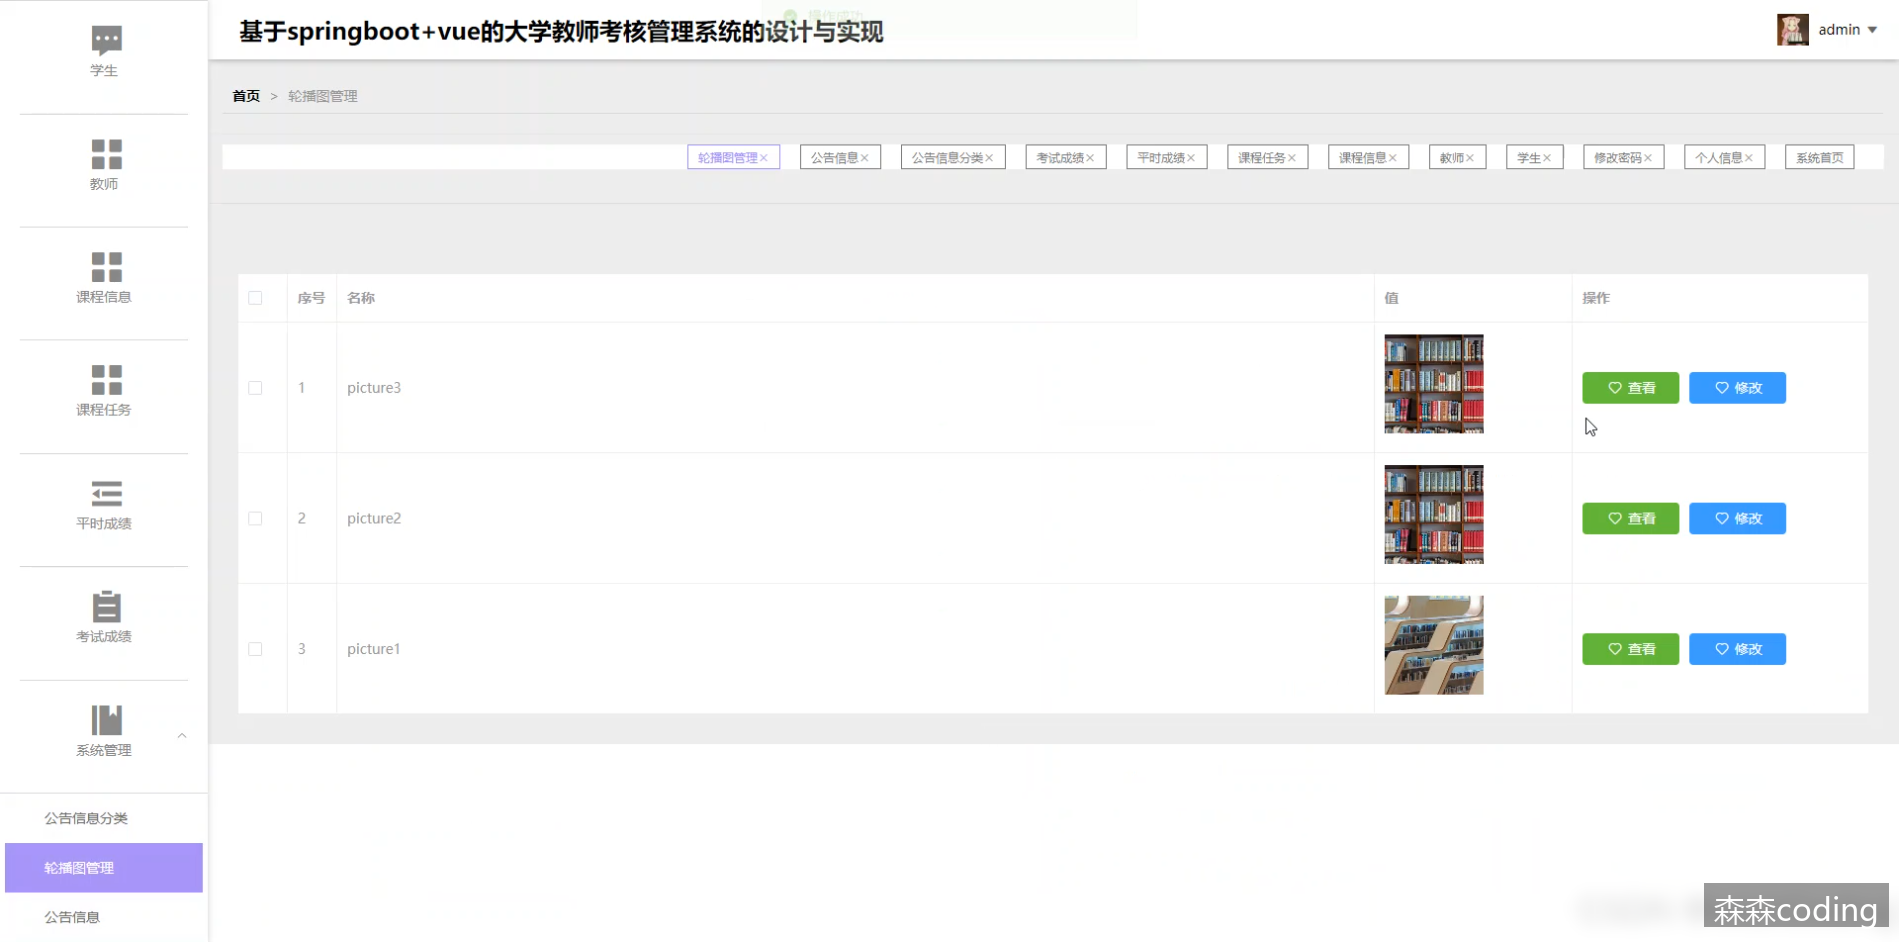 操作成功
基于springboot+vue的大学教师考核管理系统的设计与实现
admin
首页 > 轮播图管理
轮播图管理× 公告信息× 公告信息分类× 考试成绩× 平时成绩× 课程任务× 课程信息× 教师× 学生× 修改密码× 个人信息× 系统首页
学生
教师
课程信息
课程任务
平时成绩
考试成绩
系统管理
公告信息分类
轮播图管理
公告信息
序号 名称 值 操作
1 picture3 查看 修改
2 picture2 查看 修改
3 picture1 查看 修改
森森coding